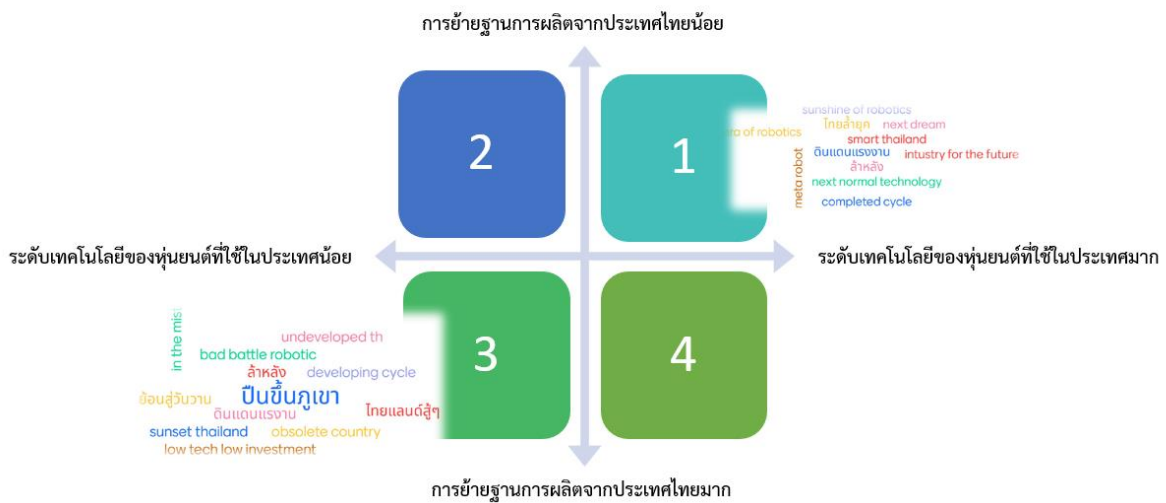 การย้ายฐานการผลิตจากประเทศไทยน้อย
2
1
sunshine of robotics
of robotics
ไทยล้ำยุค next dream
smart thailand
meta robot
ดินแดนแรงงาน intustry for the future
ล้าหลัง
next normal technology
completed cycle
ระดับเทคโนโลยีของหุ่นยนต์ที่ใช้ในประเทศน้อย
ระดับเทคโนโลยีของหุ่นยนต์ที่ใช้ในประเทศมาก
3
4
in the
undeveloped th
bad battle robotic
ล้าหลัง developing cycle
ย้อนสู่วันวาน ปีนขึ้นภูเขา
ดินแดนแรงงาน ไทยแลนด์สู้ๆ
sunset thailand obsolete country
low tech low investment
การย้ายฐานการผลิตจากประเทศไทยมาก